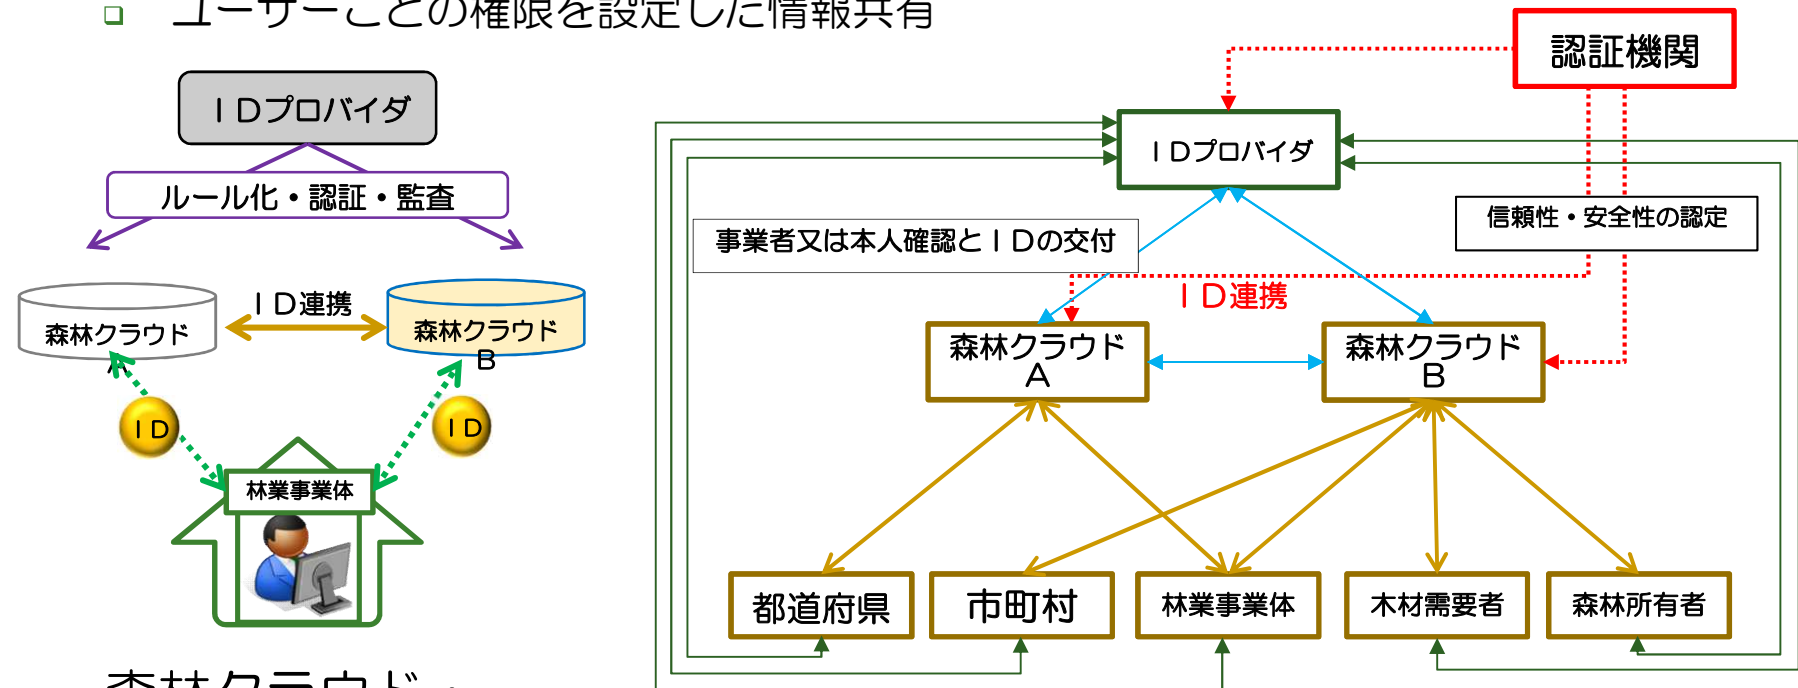 ユーザーごとの権限を設定した情報共有
IDプロバイダ
ルール化・認証・監査
森林クラウド
A
ID連携
森林クラウド
B
ID
ID
林業事業体
森林クラウド
認証機関
IDプロバイダ
信頼性・安全性の認定
事業者又は本人確認とIDの交付
ID連携
森林クラウド
A
森林クラウド
B
都道府県
市町村
林業事業体
木材需要者
森林所有者